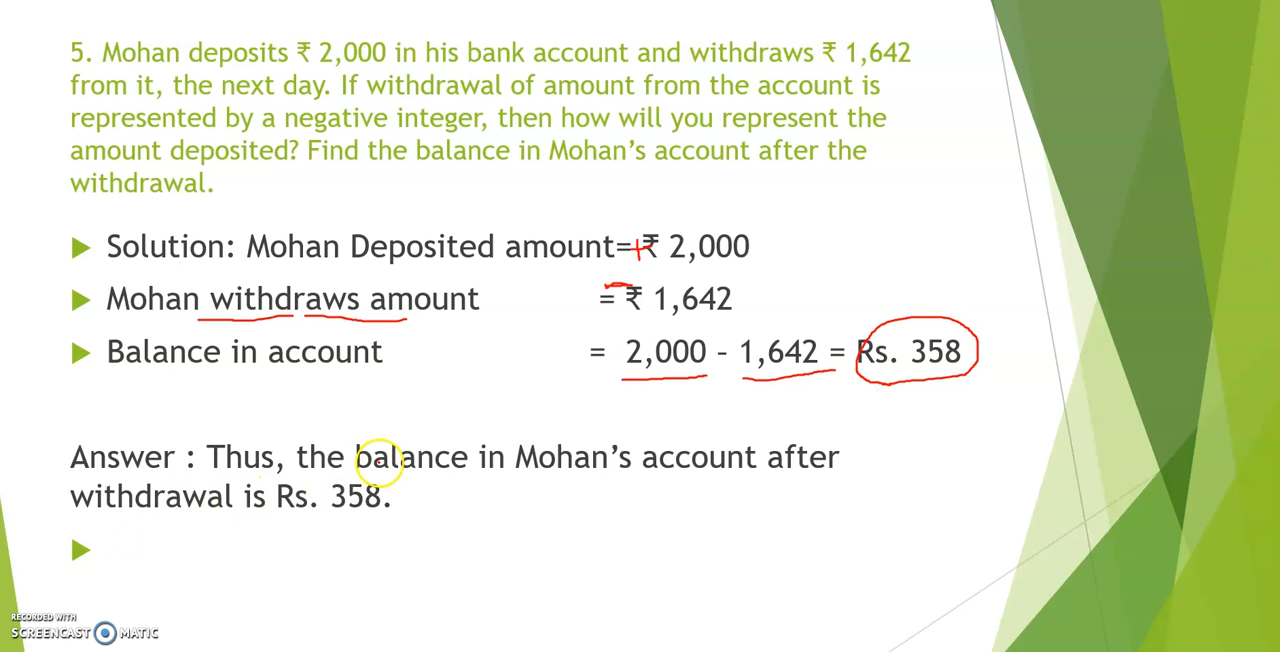 5. Mohan deposits ₹ 2,000 in his bank account and withdraws ₹ 1,642
from it, the next day. If withdrawal of amount from the account is
represented by a negative integer, then how will you represent the
amount deposited? Find the balance in Mohan’s account after the
withdrawal.
Solution: Mohan Deposited amount=+₹ 2,000
Mohan withdraws amount = ₹ 1,642
Balance in account = 2,000 – 1,642 = Rs. 358
Answer : Thus, the balance in Mohan’s account after
withdrawal is Rs. 358.
RECORDED WITH
SCREENCAST MATIC